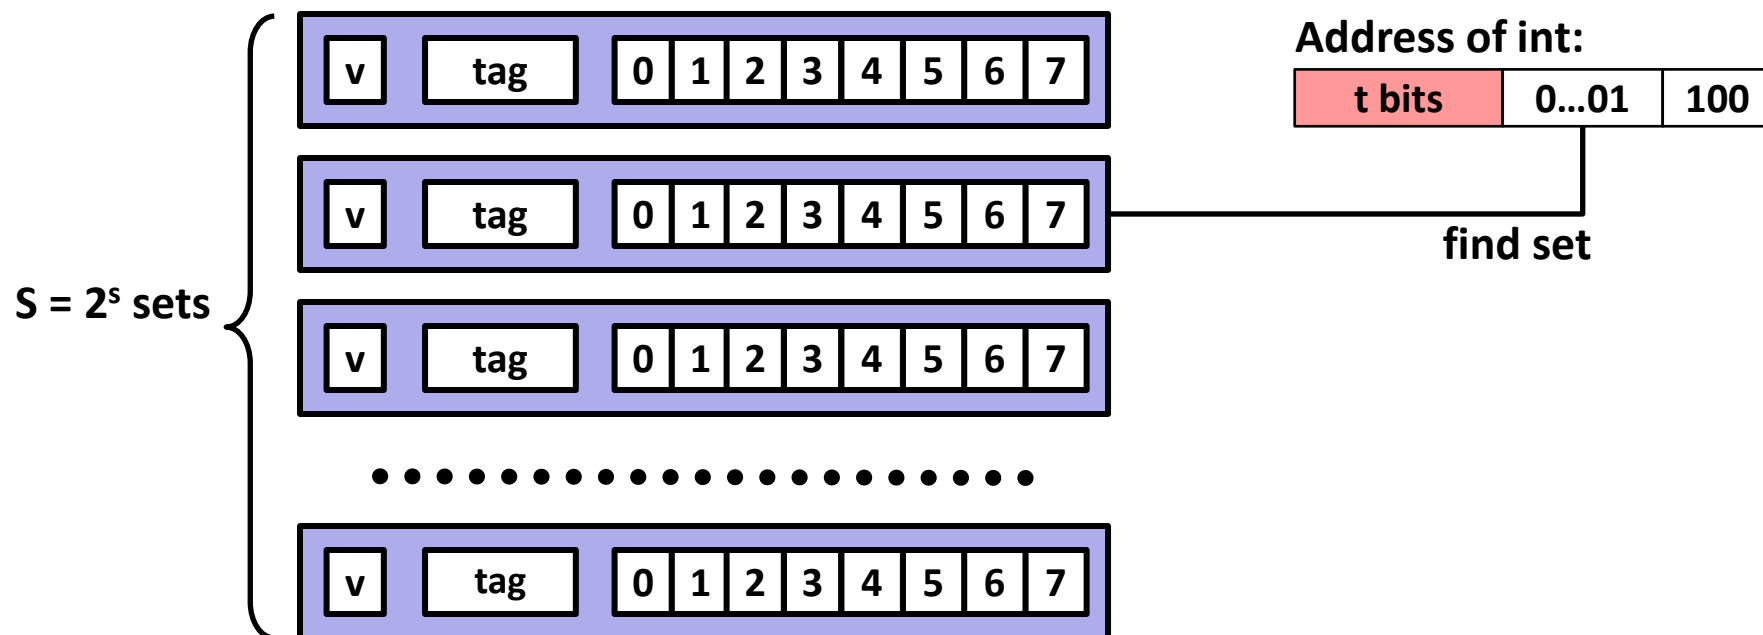 v tag 0 1 2 3 4 5 6 7
Address of int:
t bits 0...01 100
v tag 0 1 2 3 4 5 6 7
find set
S = 2ˢ sets
v tag 0 1 2 3 4 5 6 7
v tag 0 1 2 3 4 5 6 7